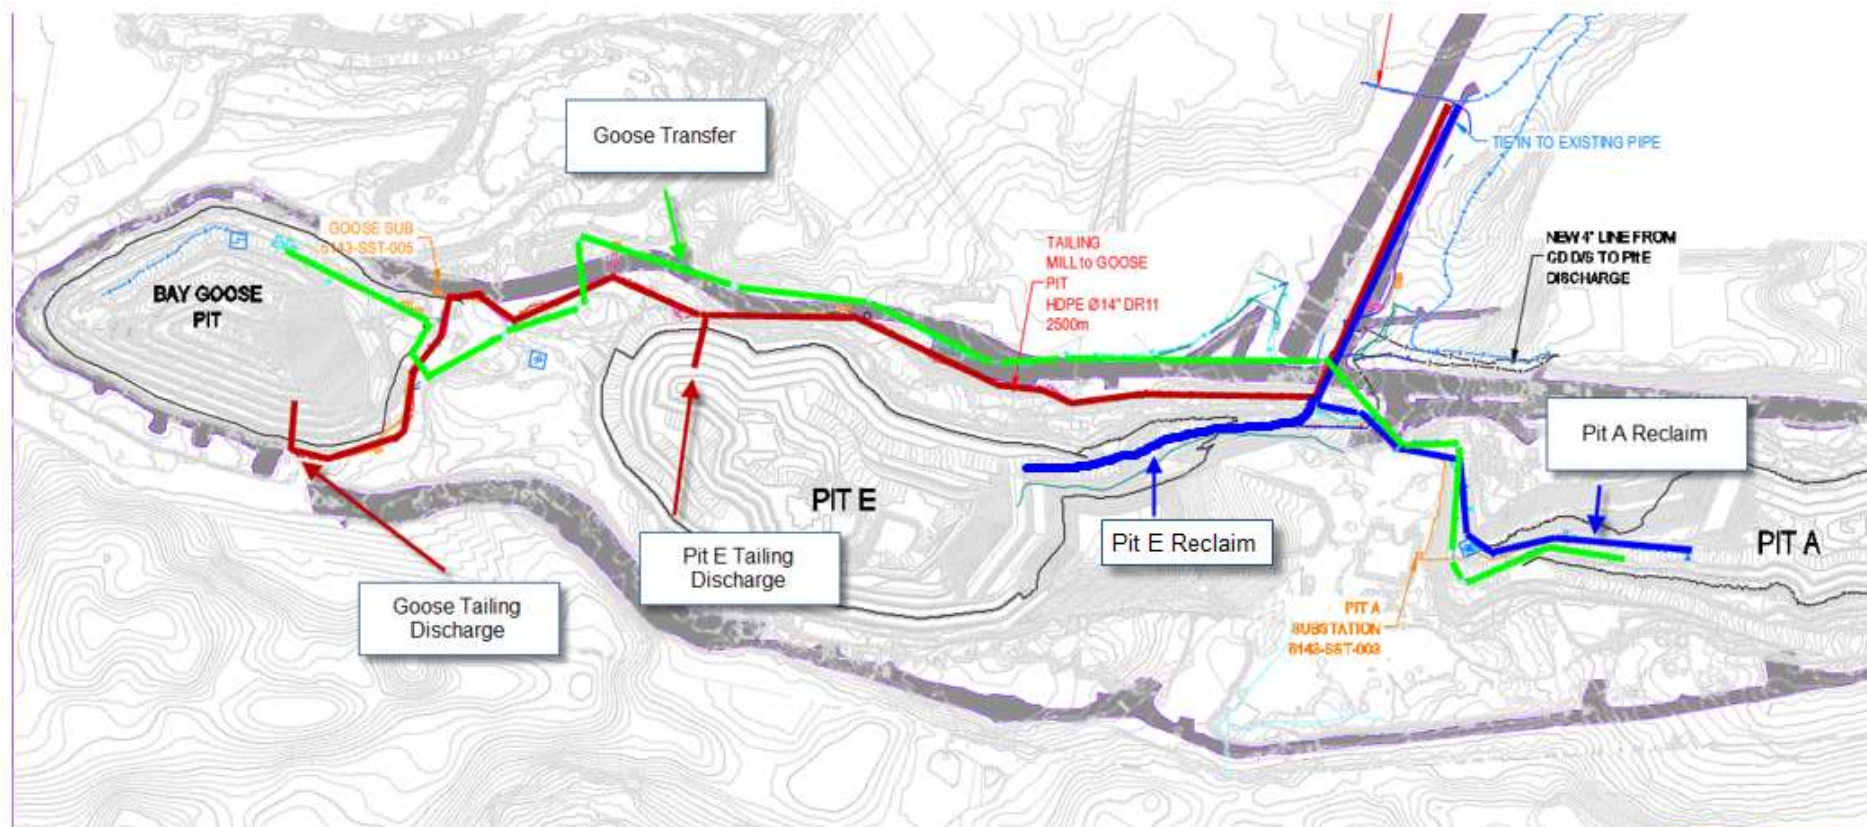 Goose Transfer
TIE IN TO EXISTING PIPE
GOOSE SUB
6143-SST-005
BAY GOOSE
PIT
TAILING
MILL to GOOSE
PIT
HDPE Ø14" DR11
2500m
NEW 4" LINE FROM
CD D/S TO Pit E
DISCHARGE
Pit A Reclaim
PIT E
Pit E Reclaim
PIT A
Pit E Tailing
Discharge
Goose Tailing
Discharge
PIT A
SUBSTATION
6143-SST-003